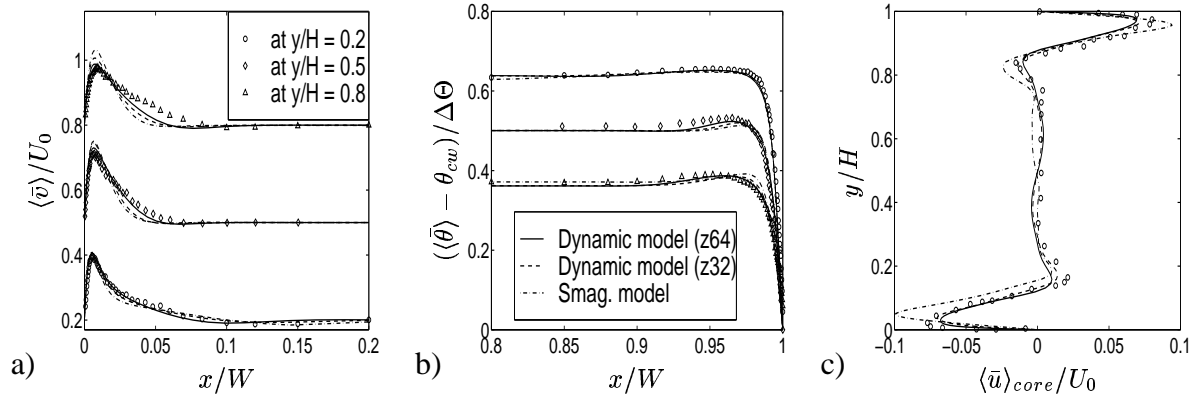 a)
⟨v̄⟩/U₀
1
0.8
0.6
0.4
0.2
0
0.05
0.1
0.15
0.2
x/W
at y/H = 0.2
at y/H = 0.5
at y/H = 0.8
b)
(⟨θ̄⟩ − θ_cw)/ΔΘ
0.8
0.6
0.4
0.2
0
0.8
0.85
0.9
0.95
1
x/W
Dynamic model (z64)
Dynamic model (z32)
Smag. model
c)
y/H
1
0.8
0.6
0.4
0.2
0
−0.1
−0.05
0
0.05
0.1
⟨ū⟩_core/U₀